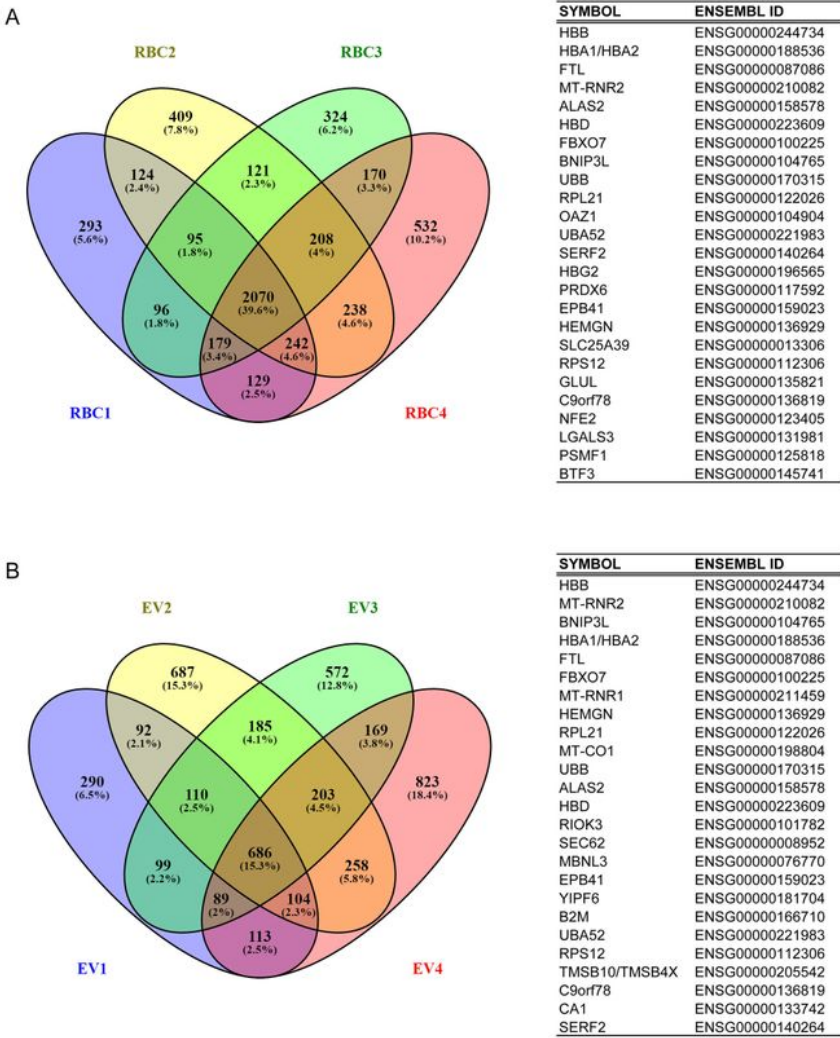 A
RBC2
RBC3
409
(7.8%)
324
(6.2%)
124
(2.4%)
121
(2.3%)
170
(3.3%)
293
(5.6%)
95
(1.8%)
208
(4%)
532
(10.2%)
96
(1.8%)
2070
(39.6%)
238
(4.6%)
179
(3.4%)
242
(4.6%)
129
(2.5%)
RBC1
RBC4
SYMBOL ENSEMBL ID
HBB ENSG00000244734
HBA1/HBA2 ENSG00000188536
FTL ENSG00000087086
MT-RNR2 ENSG00000210082
ALAS2 ENSG00000158578
HBD ENSG00000223609
FBXO7 ENSG00000100225
BNIP3L ENSG00000104765
UBB ENSG00000170315
RPL21 ENSG00000122026
OAZ1 ENSG00000104904
UBA52 ENSG00000221983
SERF2 ENSG00000140264
HBG2 ENSG00000196565
PRDX6 ENSG00000117592
EPB41 ENSG00000159023
HEMGN ENSG00000136929
SLC25A39 ENSG00000013306
RPS12 ENSG00000112306
GLUL ENSG00000135821
C9orf78 ENSG00000136819
NFE2 ENSG00000123405
LGALS3 ENSG00000131981
PSMF1 ENSG00000125818
BTF3 ENSG00000145741
B
EV2
EV3
687
(15.3%)
572
(12.8%)
92
(2.1%)
185
(4.1%)
169
(3.8%)
290
(6.5%)
110
(2.5%)
203
(4.5%)
823
(18.4%)
99
(2.2%)
686
(15.3%)
258
(5.8%)
89
(2%)
104
(2.3%)
113
(2.5%)
EV1
EV4
SYMBOL ENSEMBL ID
HBB ENSG00000244734
MT-RNR2 ENSG00000210082
BNIP3L ENSG00000104765
HBA1/HBA2 ENSG00000188536
FTL ENSG00000087086
FBXO7 ENSG00000100225
MT-RNR1 ENSG00000211459
HEMGN ENSG00000136929
RPL21 ENSG00000122026
MT-CO1 ENSG00000198804
UBB ENSG00000170315
ALAS2 ENSG00000158578
HBD ENSG00000223609
RIOK3 ENSG00000101782
SEC62 ENSG00000008952
MBNL3 ENSG00000076770
EPB41 ENSG00000159023
YIPF6 ENSG00000181704
B2M ENSG00000166710
UBA52 ENSG00000221983
RPS12 ENSG00000112306
TMSB10/TMSB4X ENSG00000205542
C9orf78 ENSG00000136819
CA1 ENSG00000133742
SERF2 ENSG00000140264